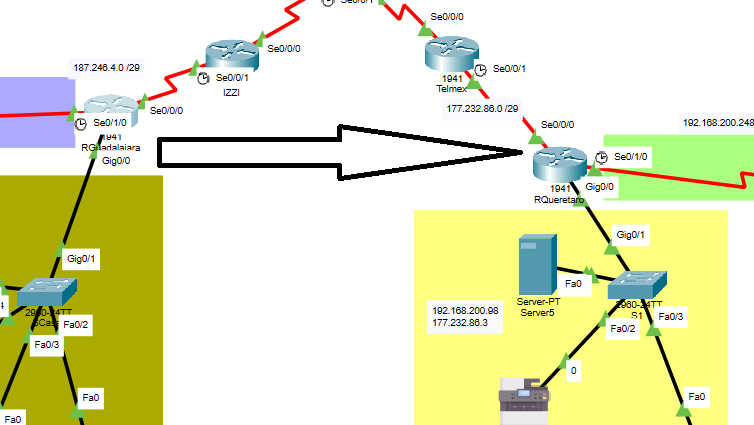 Se0/0/1
Se0/0/0
Se0/0/0
187.246.4.0 /29
Se0/0/1
IZZI
Se0/0/1
1941
Telmex
177.232.86.0 /29
Se0/0/0
Se0/1/0
1941
RGuadalajara
Gig0/0
Se0/0/0
192.168.200.248
Se0/1/0
1941
RQueretaro
Gig0/0
Gig0/1
Gig0/1
Fa0
Server-PT
Server5
2960-24TT
S1
192.168.200.98
177.232.86.3
Fa0/2
Fa0/3
4
2960-24TT
Fa0/2
Fa0/3
0
Fa0
Fa0
Fa0